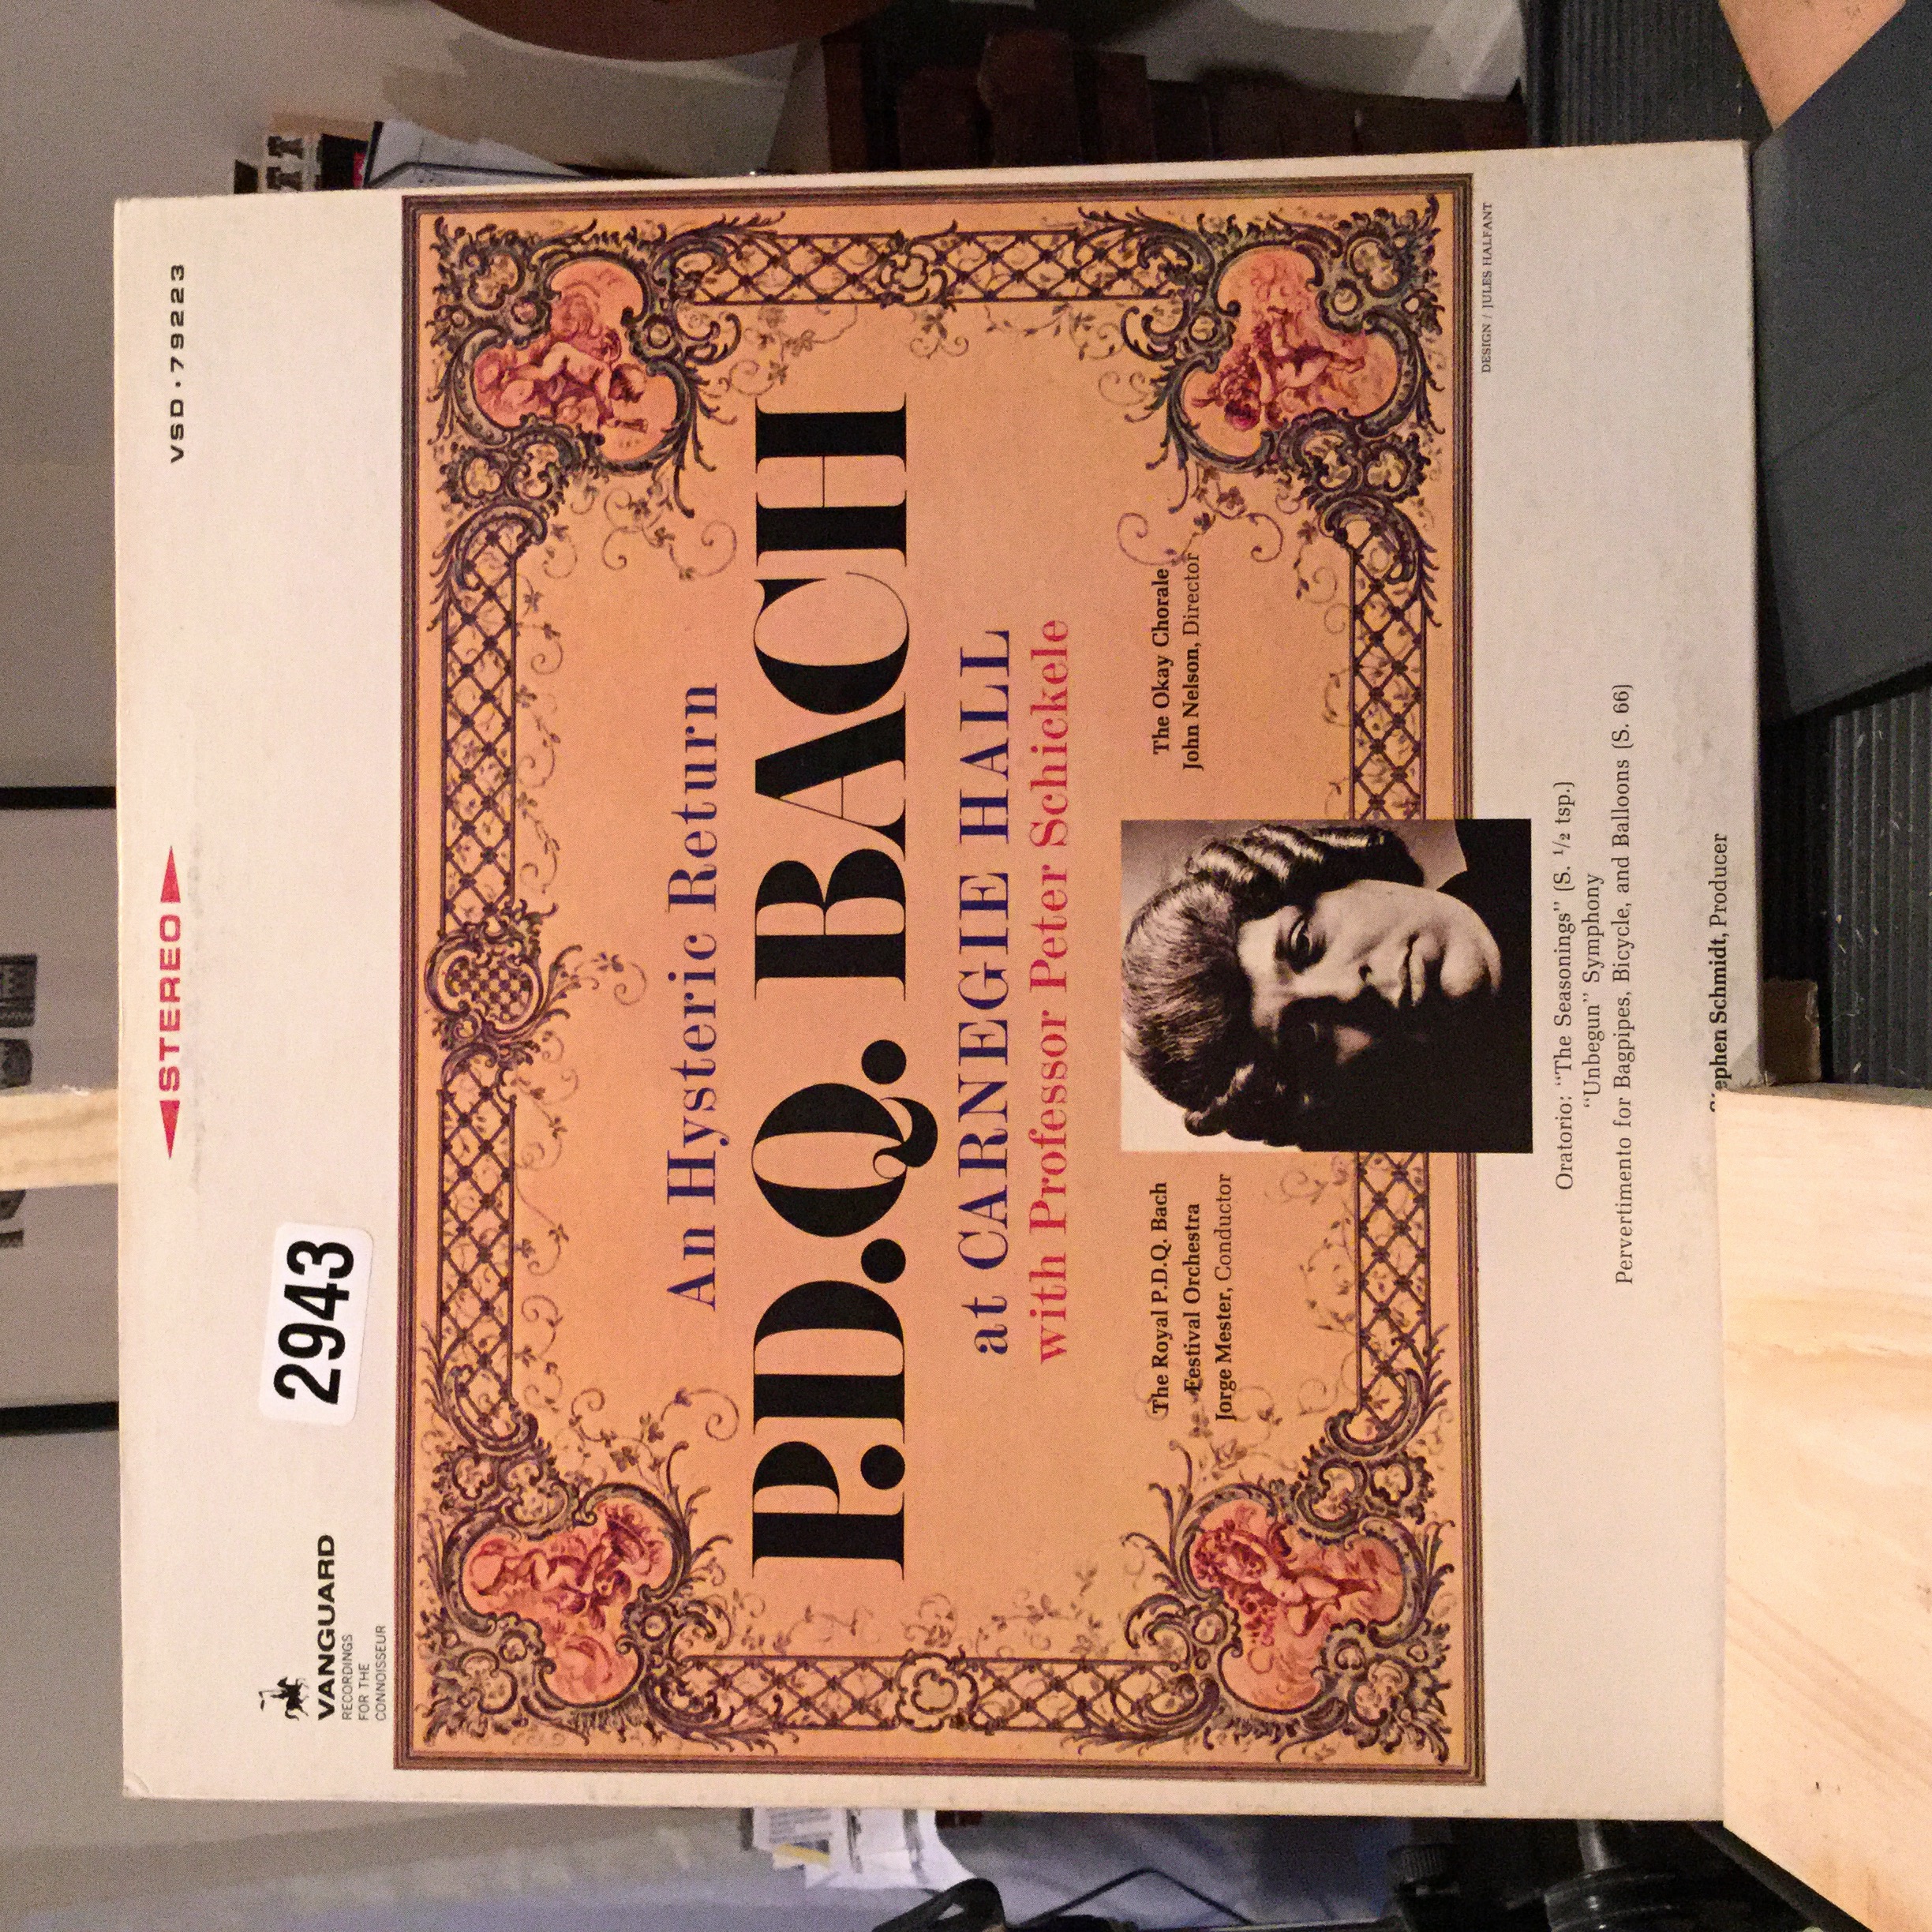 VSD · 79223
◄STEREO►
2943
VANGUARD
RECORDINGS
FOR THE
CONNOISSEUR
An Hysteric Return
P.D.Q. BACH
at CARNEGIE HALL
with Professor Peter Schickele
The Royal P.D.Q. Bach
Festival Orchestra
Jorge Mester, Conductor
The Okay Chorale
John Nelson, Director
DESIGN / JULES HALFANT
Oratorio: "The Seasonings" (S. 1/2 tsp.)
"Unbegun" Symphony
Pervertimento for Bagpipes, Bicycle, and Balloons (S. 66)
Schmidt, Producer